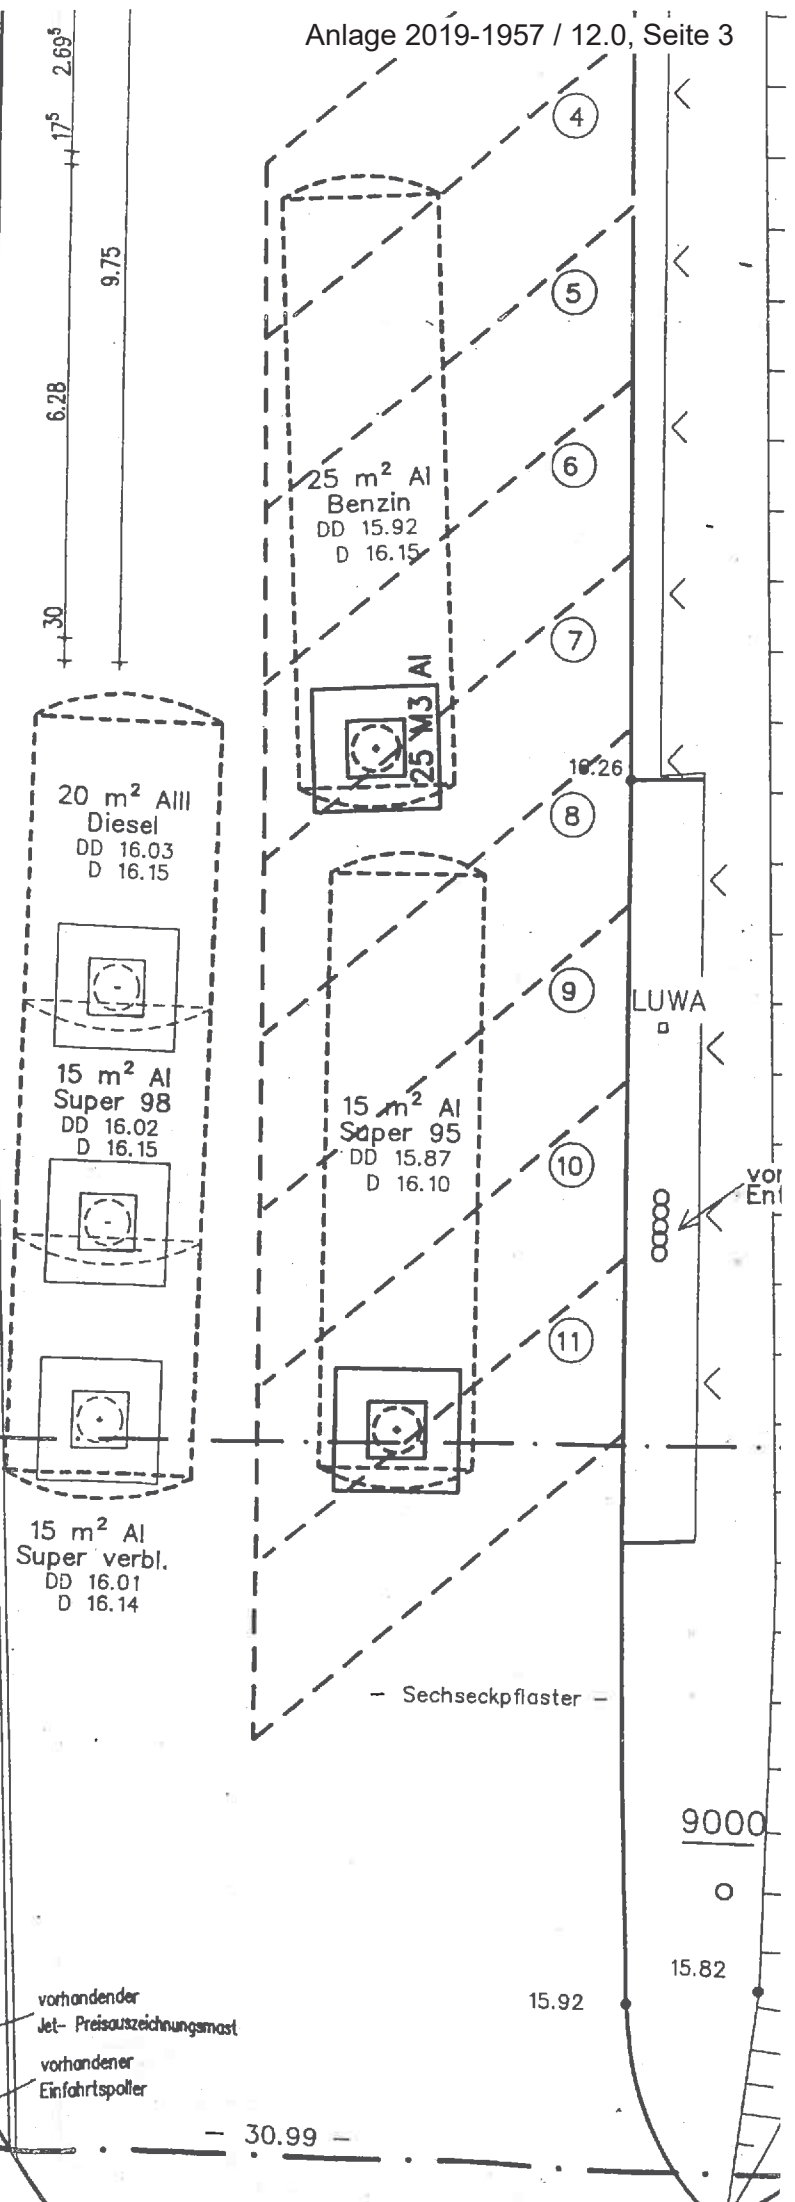 Anlage 2019-1957 / 12.0, Seite 3
2.69⁵
17⁵
9.75
6.28
30
4
5
6
7
8
9
10
11
25 m² AI
Benzin
DD 15.92
D 16.15
25 M3 AI
16.26
20 m² AIII
Diesel
DD 16.03
D 16.15
LUWA
15 m² AI
Super 98
DD 16.02
D 16.15
15 m² AI
Super 95
DD 15.87
D 16.10
15 m² AI
Super verbl.
DD 16.01
D 16.14
– Sechseckpflaster –
9000
15.82
15.92
vorhandender
Jet- Preisauszeichnungsmast
vorhandener
Einfahrtspoller
– 30.99 –